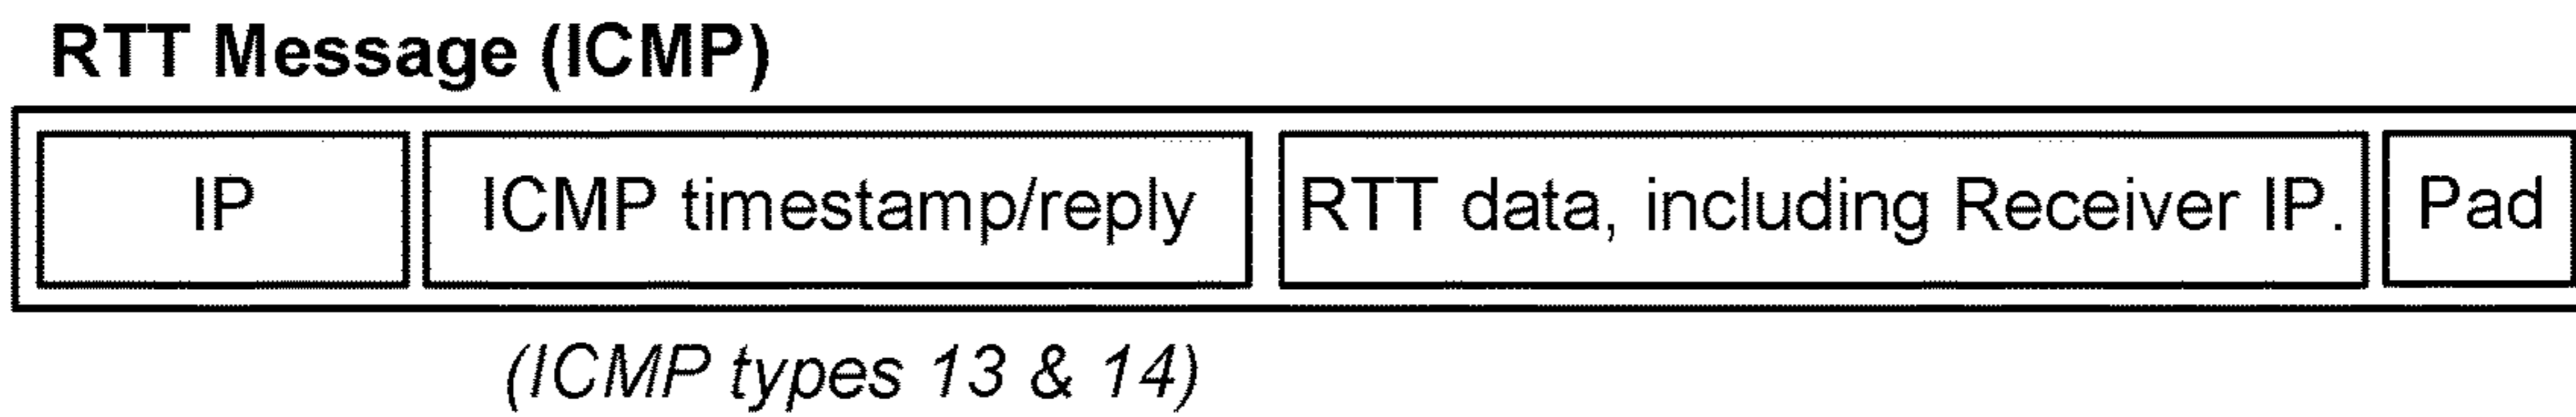 RTT Message (ICMP)
IP ICMP timestamp/reply RTT data, including Receiver IP. Pad
(ICMP types 13 & 14)